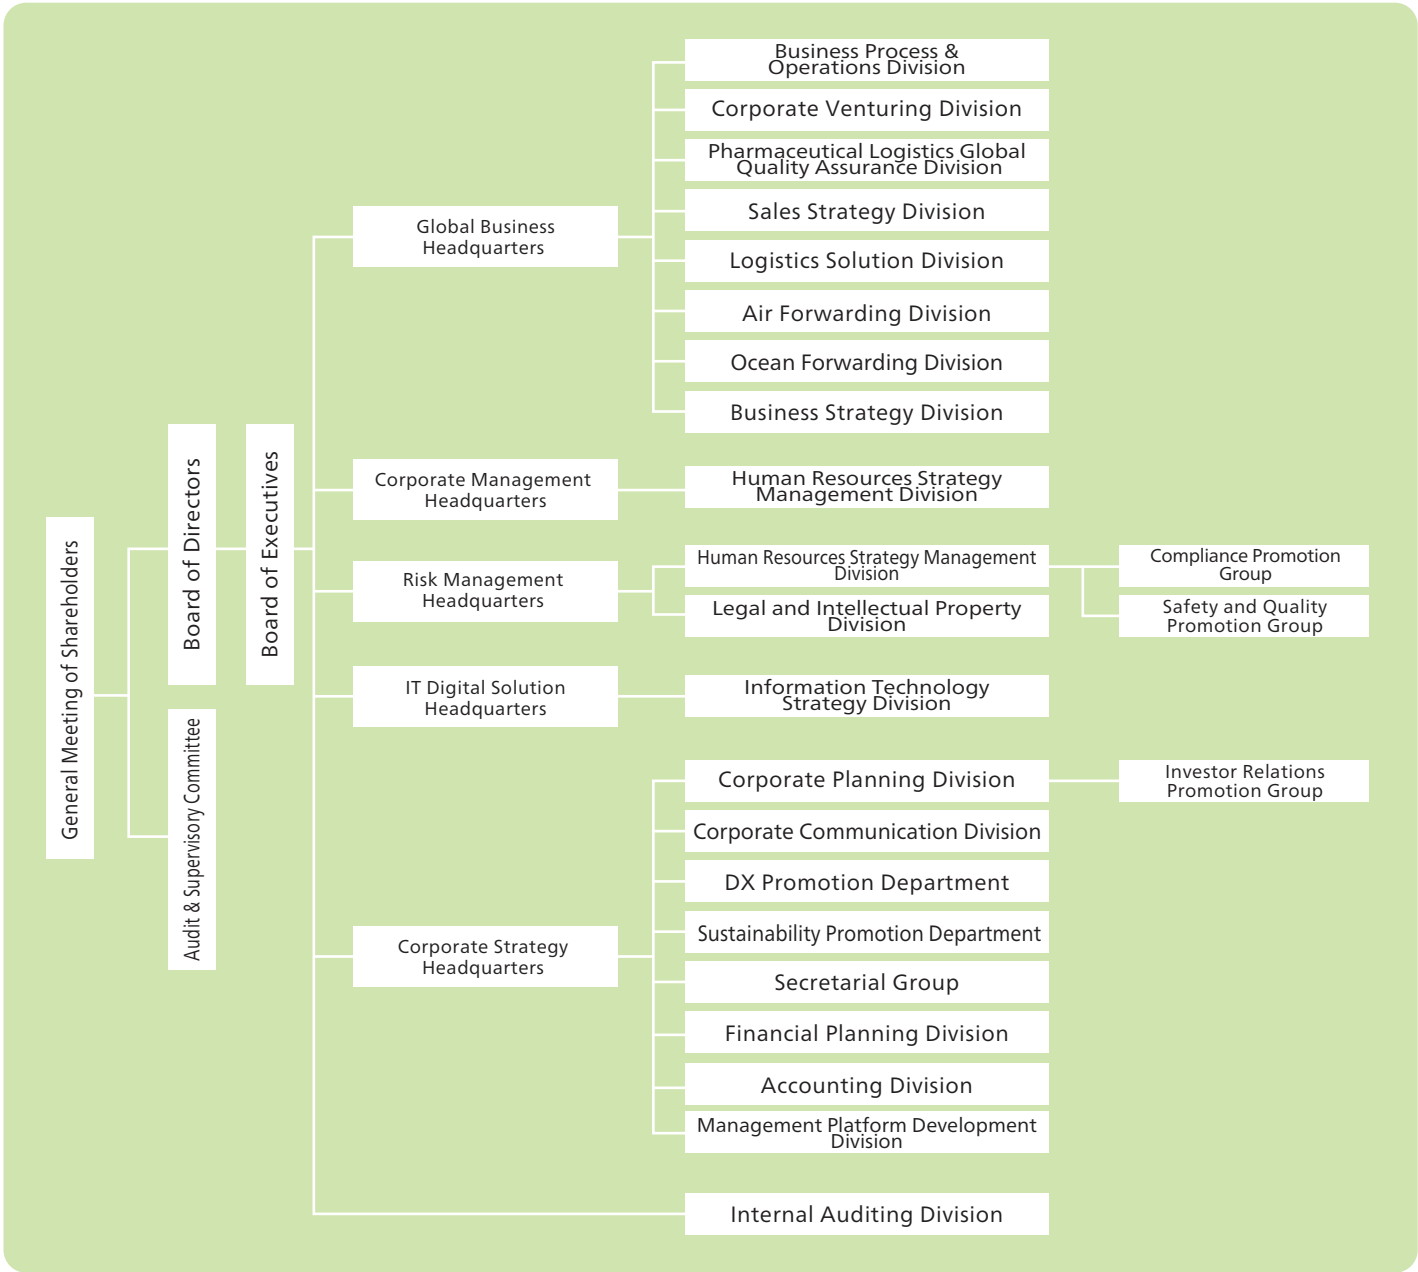 General Meeting of Shareholders
Board of Directors
Audit & Supervisory Committee
Board of Executives
Global Business
Headquarters
Business Process &
Operations Division
Corporate Venturing Division
Pharmaceutical Logistics Global
Quality Assurance Division
Sales Strategy Division
Logistics Solution Division
Air Forwarding Division
Ocean Forwarding Division
Business Strategy Division
Corporate Management
Headquarters
Human Resources Strategy
Management Division
Risk Management
Headquarters
Human Resources Strategy Management
Division
Compliance Promotion
Group
Safety and Quality
Promotion Group
Legal and Intellectual Property
Division
IT Digital Solution
Headquarters
Information Technology
Strategy Division
Corporate Strategy
Headquarters
Corporate Planning Division
Investor Relations
Promotion Group
Corporate Communication Division
DX Promotion Department
Sustainability Promotion Department
Secretarial Group
Financial Planning Division
Accounting Division
Management Platform Development
Division
Internal Auditing Division